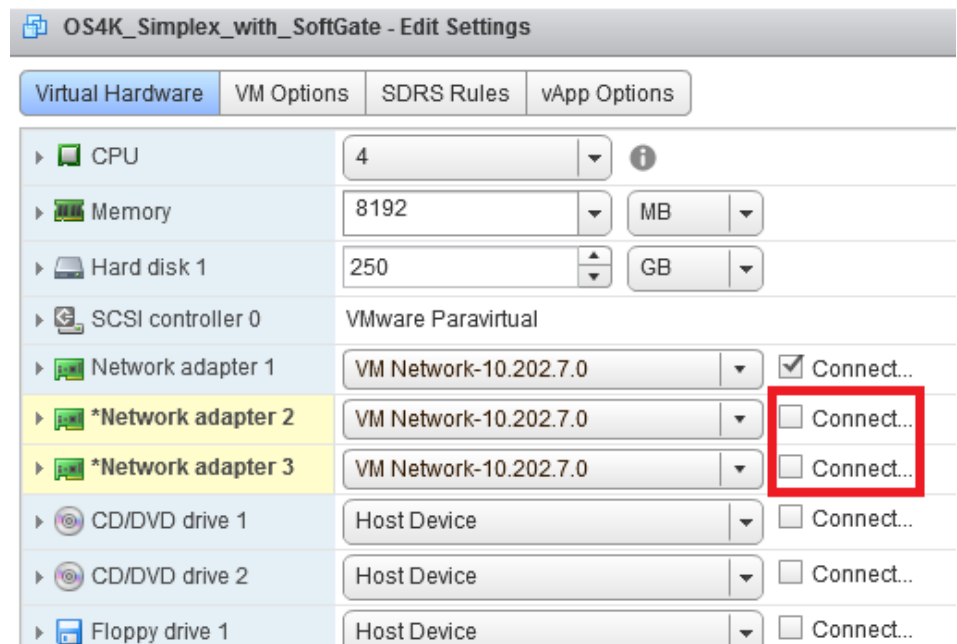 OS4K_Simplex_with_SoftGate - Edit Settings
Virtual Hardware VM Options SDRS Rules vApp Options
CPU 4
Memory 8192 MB
Hard disk 1 250 GB
SCSI controller 0 VMware Paravirtual
Network adapter 1 VM Network-10.202.7.0 Connect...
*Network adapter 2 VM Network-10.202.7.0 Connect...
*Network adapter 3 VM Network-10.202.7.0 Connect...
CD/DVD drive 1 Host Device Connect...
CD/DVD drive 2 Host Device Connect...
Floppy drive 1 Host Device Connect...